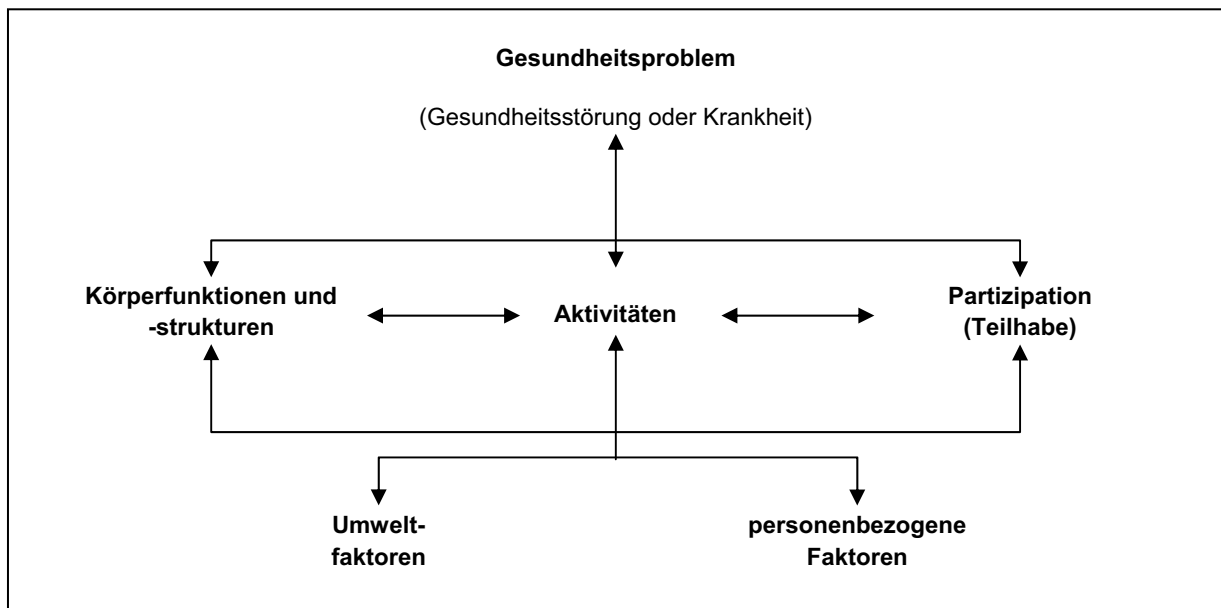 Gesundheitsproblem
(Gesundheitsstörung oder Krankheit)
Körperfunktionen und
-strukturen
Aktivitäten
Partizipation
(Teilhabe)
Umwelt-
faktoren
personenbezogene
Faktoren